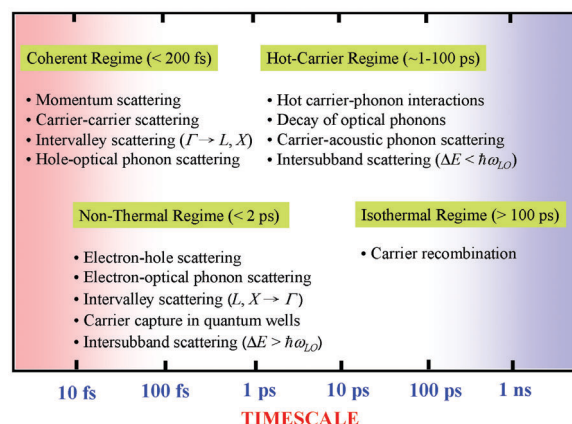 Coherent Regime (< 200 fs)
• Momentum scattering
• Carrier-carrier scattering
• Intervalley scattering (Γ → L, X)
• Hole-optical phonon scattering
Hot-Carrier Regime (~1-100 ps)
• Hot carrier-phonon interactions
• Decay of optical phonons
• Carrier-acoustic phonon scattering
• Intersubband scattering (ΔE < ℏω_LO)
Non-Thermal Regime (< 2 ps)
• Electron-hole scattering
• Electron-optical phonon scattering
• Intervalley scattering (L, X → Γ)
• Carrier capture in quantum wells
• Intersubband scattering (ΔE > ℏω_LO)
Isothermal Regime (> 100 ps)
• Carrier recombination
10 fs 100 fs 1 ps 10 ps 100 ps 1 ns
TIMESCALE